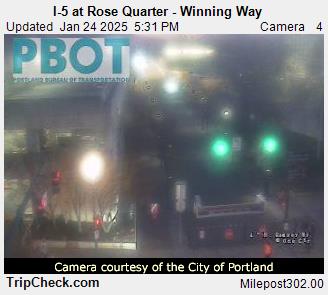 I-5 at Rose Quarter - Winning Way
Updated Jan 24 2025 5:31 PM Camera 4
PBOT
PORTLAND BUREAU OF TRANSPORTATION
Camera courtesy of the City of Portland
TripCheck.com Milepost302.00